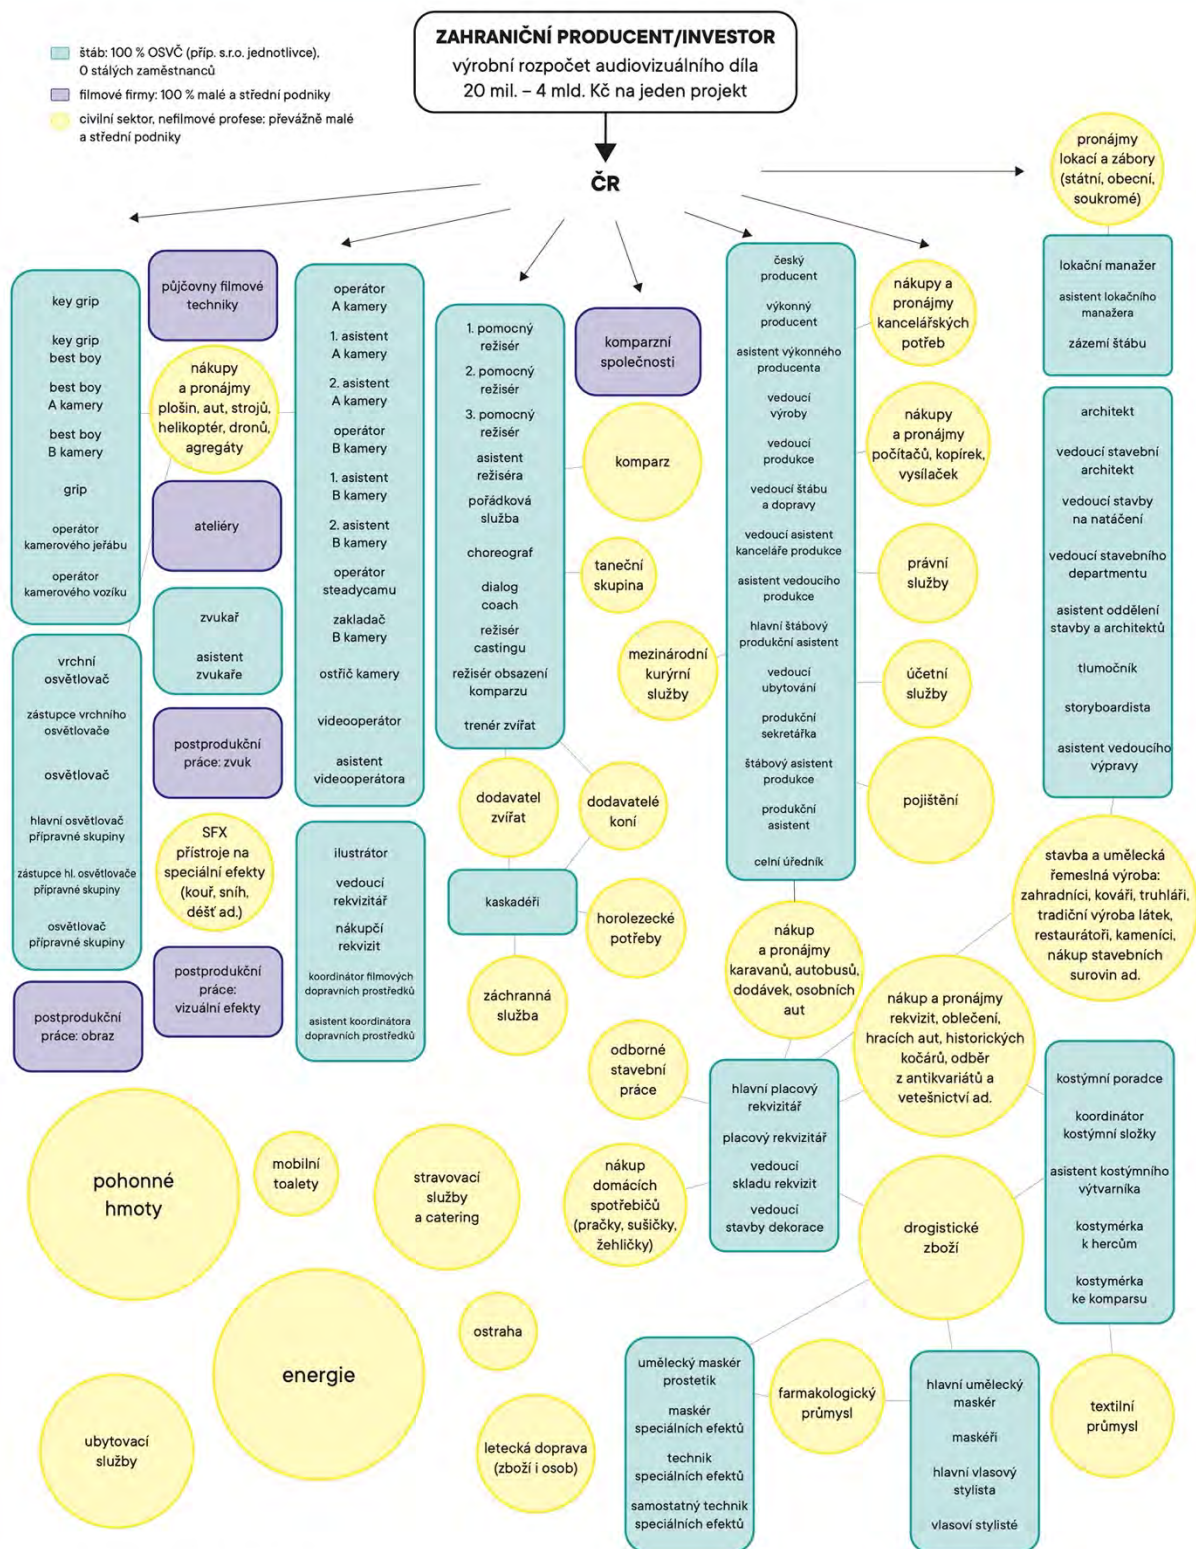 ZAHRANIČNÍ PRODUCENT/INVESTOR
výrobní rozpočet audiovizuálního díla
20 mil. – 4 mld. Kč na jeden projekt
štáb: 100 % OSVČ (příp. s.r.o. jednotlivce),
0 stálých zaměstnanců
filmové firmy: 100 % malé a střední podniky
civilní sektor, nefilmové profese: převážně malé
a střední podniky
ČR
key grip
key grip
best boy
best boy
A kamery
best boy
B kamery
grip
operátor
kamerového jeřábu
operátor
kamerového vozíku
vrchní
osvětlovač
zástupce vrchního
osvětlovače
osvětlovač
hlavní osvětlovač
přípravné skupiny
zástupce hl. osvětlovače
přípravné skupiny
osvětlovač
přípravné skupiny
postprodukční
práce: obraz
půjčovny filmové
techniky
nákupy
a pronájmy
plošin, aut, strojů,
helikoptér, dronů,
agregáty
ateliéry
zvukař
asistent
zvukaře
postprodukční
práce: zvuk
SFX
přístroje na
speciální efekty
(kouř, sníh,
déšť ad.)
postprodukční
práce:
vizuální efekty
operátor
A kamery
1. asistent
A kamery
2. asistent
A kamery
operátor
B kamery
1. asistent
B kamery
2. asistent
B kamery
operátor
steadycamu
zakladač
B kamery
ostřič kamery
videooperátor
asistent
videooperátora
ilustrátor
vedoucí
rekvizitář
nákupčí
rekvizit
koordinátor filmových
dopravních prostředků
asistent koordinátora
dopravních prostředků
1. pomocný
režisér
2. pomocný
režisér
3. pomocný
režisér
asistent
režiséra
pořádková
služba
choreograf
dialog
coach
režisér
castingu
režisér obsazení
komparzu
trenér zvířat
dodavatel
zvířat
dodavatelé
koní
kaskadéři
horolezecké
potřeby
záchranná
služba
komparzní
společnosti
komparz
taneční
skupina
mezinárodní
kurýrní
služby
český
producent
výkonný
producent
asistent výkonného
producenta
vedoucí
výroby
vedoucí
produkce
vedoucí štábu
a dopravy
vedoucí asistent
kanceláře produkce
asistent vedoucího
produkce
hlavní štábový
produkční asistent
vedoucí
ubytování
produkční
sekretářka
štábový asistent
produkce
produkční
asistent
celní úředník
nákupy a
pronájmy
kancelářských
potřeb
nákupy
a pronájmy
počítačů, kopírek,
vysílaček
právní
služby
účetní
služby
pojištění
nákup
a pronájmy
karavanů, autobusů,
dodávek, osobních
aut
pronájmy
lokací a zábory
(státní, obecní,
soukromé)
lokační manažer
asistent lokačního
manažera
zázemí štábu
architekt
vedoucí stavební
architekt
vedoucí stavby
na natáčení
vedoucí stavebního
departmentu
asistent oddělení
stavby a architektů
tlumočník
storyboardista
asistent vedoucího
výpravy
stavba a umělecká
řemeslná výroba:
zahradníci, kováři, truhláři,
tradiční výroba látek,
restaurátoři, kameníci,
nákup stavebních
surovin ad.
nákup a pronájmy
rekvizit, oblečení,
hracích aut, historických
kočárů, odběr
z antikvariátů a
vetešnictví ad.
odborné
stavební
práce
nákup
domácích
spotřebičů
(pračky, sušičky,
žehličky)
hlavní placový
rekvizitář
placový rekvizitář
vedoucí
skladu rekvizit
vedoucí
stavby dekorace
drogistické
zboží
kostýmní poradce
koordinátor
kostýmní složky
asistent kostýmního
výtvarníka
kostymérka
k hercům
kostymérka
ke komparsu
textilní
průmysl
umělecký maskér
prostetik
maskér
speciálních efektů
technik
speciálních efektů
samostatný technik
speciálních efektů
farmakologický
průmysl
hlavní umělecký
maskér
maskéři
hlavní vlasový
stylista
vlasoví stylisté
pohonné
hmoty
mobilní
toalety
stravovací
služby
a catering
energie
ostraha
ubytovací
služby
letecká doprava
(zboží i osob)